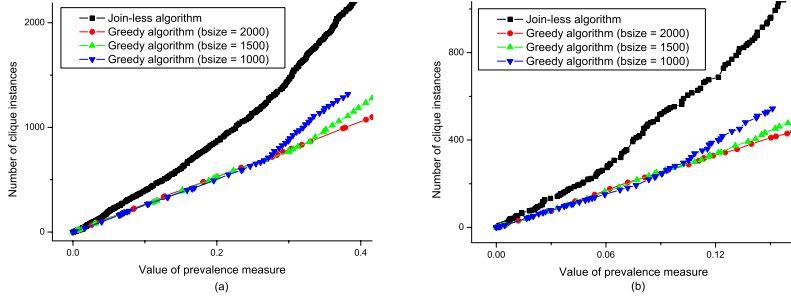 Join-less algorithm
Greedy algorithm (bsize = 2000)
Greedy algorithm (bsize = 1500)
Greedy algorithm (bsize = 1000)
Number of clique instances
2000
1000
0
0.0
0.2
0.4
Value of prevalence measure
(a)
Join-less algorithm
Greedy algorithm (bsize = 2000)
Greedy algorithm (bsize = 1500)
Greedy algorithm (bsize = 1000)
Number of clique instances
800
400
0
0.00
0.06
0.12
Value of prevalence measure
(b)